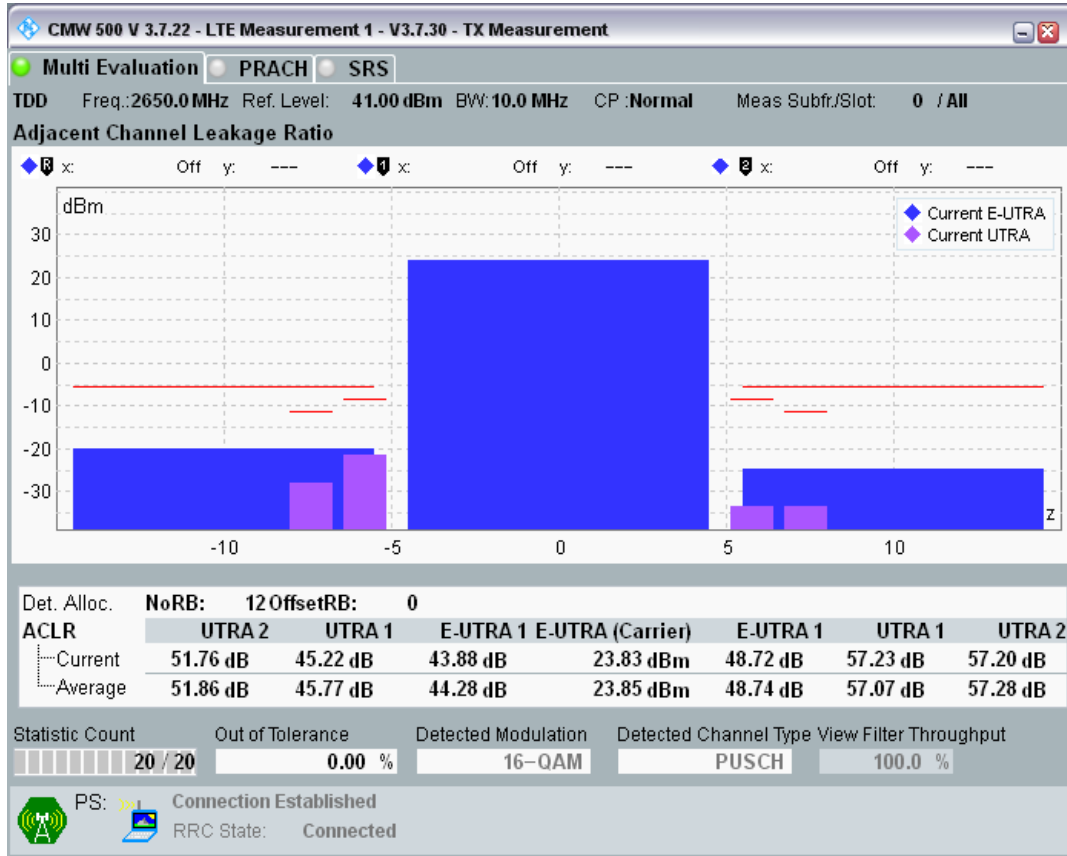 CMW 500 V 3.7.22 - LTE Measurement 1 - V3.7.30 - TX Measurement
Multi Evaluation PRACH SRS
TDD Freq.:2650.0 MHz Ref. Level: 41.00 dBm BW:10.0 MHz CP :Normal Meas Subfr./Slot: 0 / All
Adjacent Channel Leakage Ratio
R x: Off y: --- 1 x: Off y: --- 2 x: Off y: ---
dBm
Current E-UTRA
Current UTRA
30
20
10
0
-10
-20
-30
z
-10 -5 0 5 10
Det. Alloc. NoRB: 12 OffsetRB: 0
ACLR UTRA 2 UTRA 1 E-UTRA 1 E-UTRA (Carrier) E-UTRA 1 UTRA 1 UTRA 2
Current 51.76 dB 45.22 dB 43.88 dB 23.83 dBm 48.72 dB 57.23 dB 57.20 dB
Average 51.86 dB 45.77 dB 44.28 dB 23.85 dBm 48.74 dB 57.07 dB 57.28 dB
Statistic Count Out of Tolerance Detected Modulation Detected Channel Type View Filter Throughput
20 / 20 0.00 % 16-QAM PUSCH 100.0 %
PS: Connection Established
RRC State: Connected